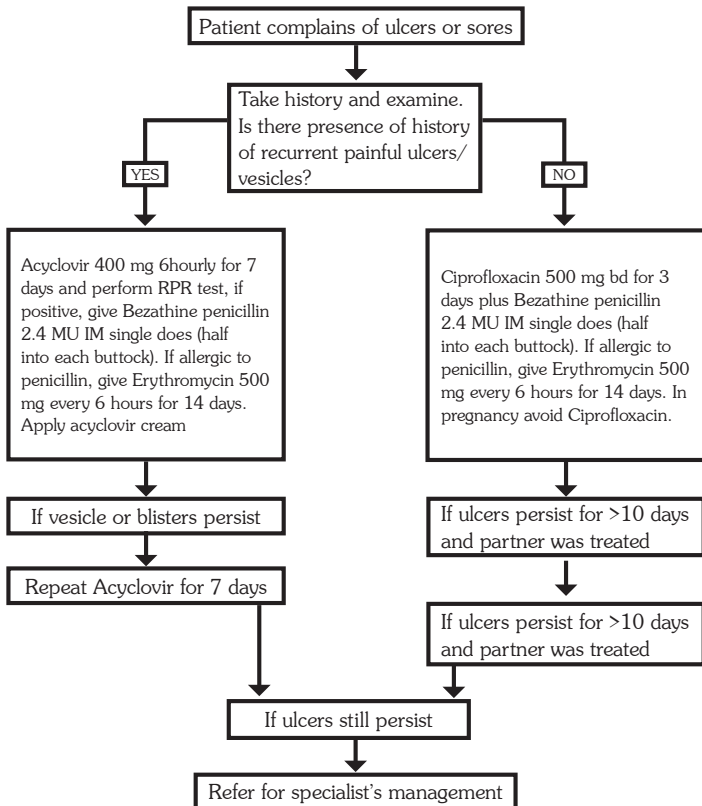 Patient complains of ulcers or sores
Take history and examine.
Is there presence of history
of recurrent painful ulcers/
vesicles?
YES
NO
Acyclovir 400 mg 6hourly for 7
days and perform RPR test, if
positive, give Bezathine penicillin
2.4 MU IM single does (half
into each buttock). If allergic to
penicillin, give Erythromycin 500
mg every 6 hours for 14 days.
Apply acyclovir cream
Ciprofloxacin 500 mg bd for 3
days plus Bezathine penicillin
2.4 MU IM single does (half
into each buttock). If allergic to
penicillin, give Erythromycin 500
mg every 6 hours for 14 days. In
pregnancy avoid Ciprofloxacin.
If vesicle or blisters persist
Repeat Acyclovir for 7 days
If ulcers persist for >10 days
and partner was treated
If ulcers persist for >10 days
and partner was treated
If ulcers still persist
Refer for specialist's management